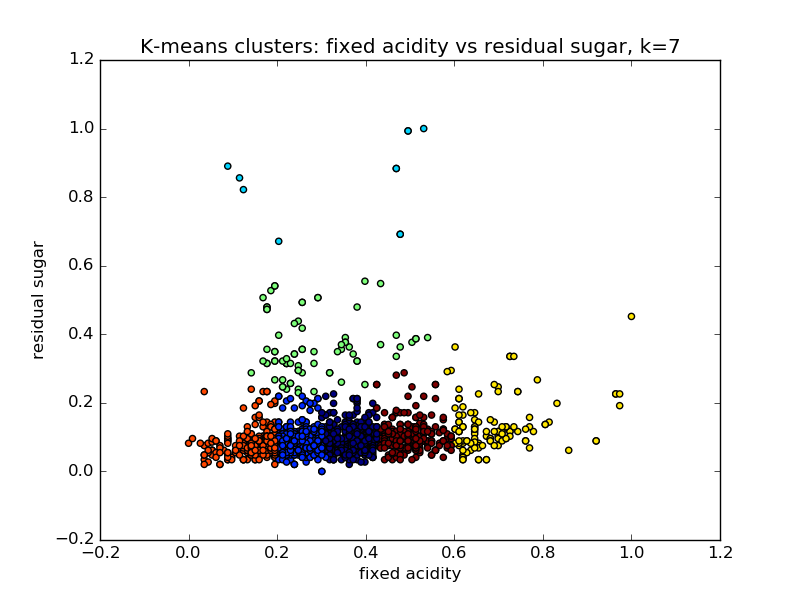 K-means clusters: fixed acidity vs residual sugar, k=7
1.2
1.0
0.8
0.6
0.4
0.2
0.0
−0.2
residual sugar
−0.2 0.0 0.2 0.4 0.6 0.8 1.0 1.2
fixed acidity